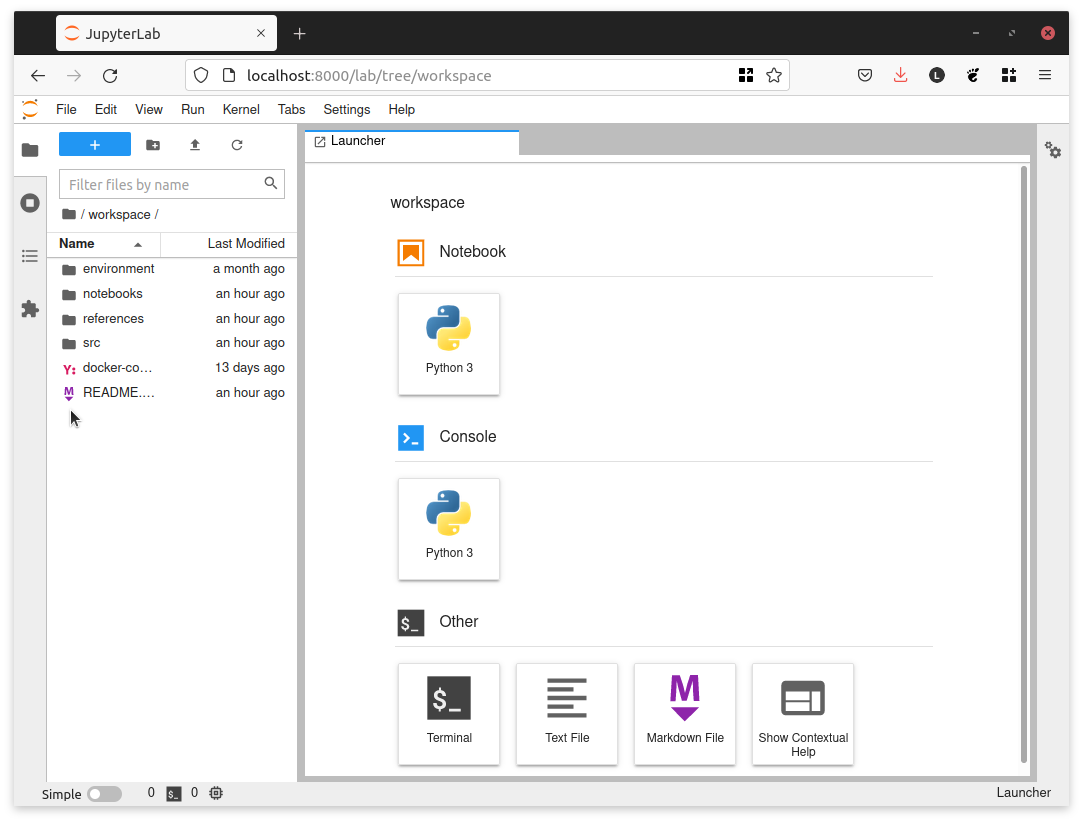 JupyterLab
localhost:8000/lab/tree/workspace
L
File Edit View Run Kernel Tabs Settings Help
Launcher
Filter files by name
/ workspace /
Name Last Modified
environment a month ago
notebooks an hour ago
references an hour ago
src an hour ago
Y: docker-co… 13 days ago
M README.… an hour ago
workspace
Notebook
Python 3
Console
Python 3
$_ Other
$_ M
Terminal Text File Markdown File Show Contextual
Help
Simple 0 $_ 0 Launcher